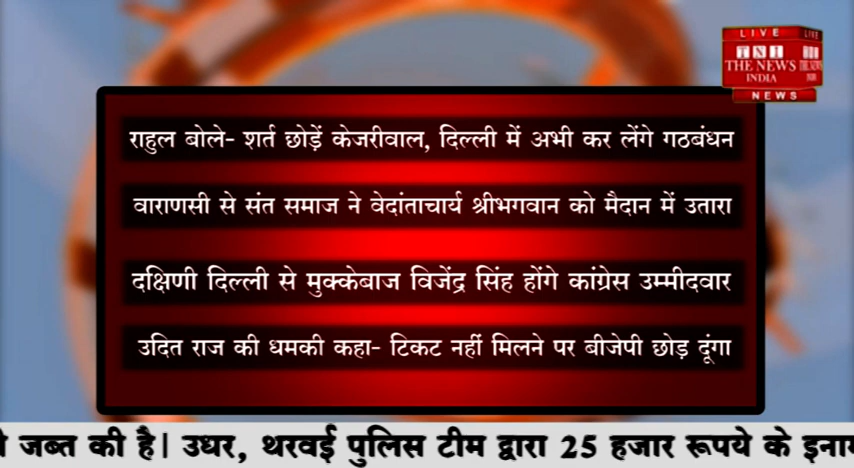 LIVE
TNI
THE NEWS
INDIA
NEWS
राहुल बोले- शर्त छोड़ें केजरीवाल, दिल्ली में अभी कर लेंगे गठबंधन
वाराणसी से संत समाज ने वेदांताचार्य श्रीभगवान को मैदान में उतारा
दक्षिणी दिल्ली से मुक्केबाज विजेंद्र सिंह होंगे कांग्रेस उम्मीदवार
उदित राज की धमकी कहा- टिकट नहीं मिलने पर बीजेपी छोड़ दूंगा
जब्त की है। उधर, थरवई पुलिस टीम द्वारा 25 हजार रूपये के